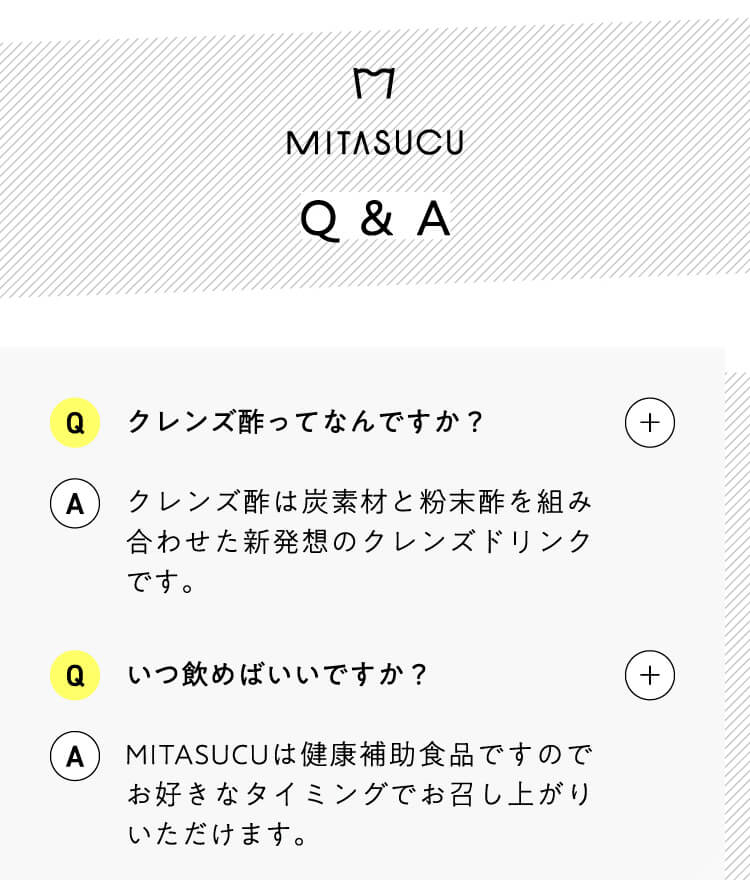 MITASUCU
Q & A
Q クレンズ酢ってなんですか？
A クレンズ酢は炭素材と粉末酢を組み
合わせた新発想のクレンズドリンク
です。
Q いつ飲めばいいですか？
A MITASUCUは健康補助食品ですので
お好きなタイミングでお召し上がり
いただけます。